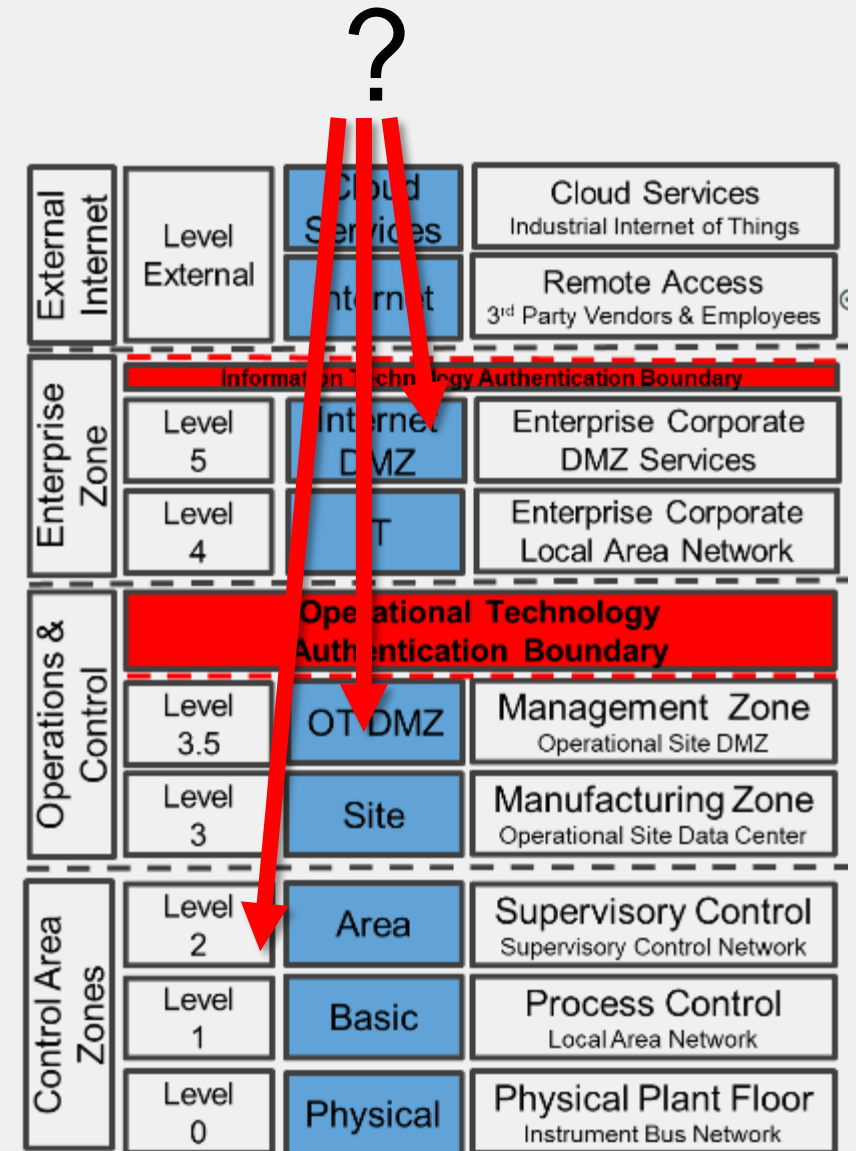 ?
External
Internet
Level
External
Cloud
Services
Cloud Services
Industrial Internet of Things
Internet
Remote Access
3rd Party Vendors & Employees
Information Technology Authentication Boundary
Enterprise
Zone
Level
5
Internet
DMZ
Enterprise Corporate
DMZ Services
Level
4
IT
Enterprise Corporate
Local Area Network
Operations &
Control
Operational Technology
Authentication Boundary
Level
3.5
OT DMZ
Management Zone
Operational Site DMZ
Level
3
Site
Manufacturing Zone
Operational Site Data Center
Control Area
Zones
Level
2
Area
Supervisory Control
Supervisory Control Network
Level
1
Basic
Process Control
Local Area Network
Level
0
Physical
Physical Plant Floor
Instrument Bus Network